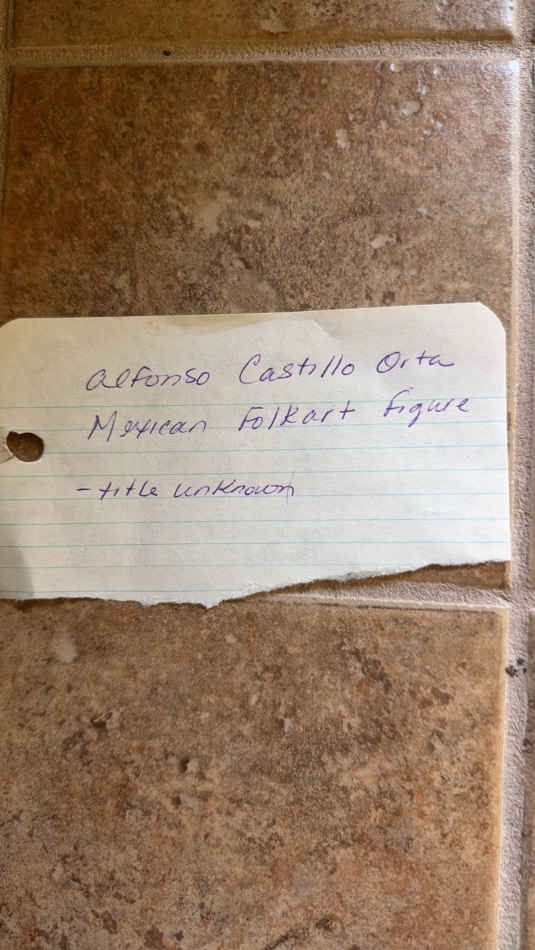 Alfonso Castillo Orta
Mexican Folkart figure
- title unknown